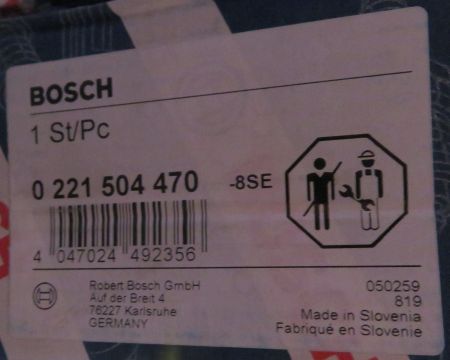 BOSCH
1 St/Pc
0 221 504 470 -8SE
4 047024 492356
Robert Bosch GmbH
Auf der Breit 4
76227 Karlsruhe
GERMANY
050259
819
Made in Slovenia
Fabriqué en Slovenie